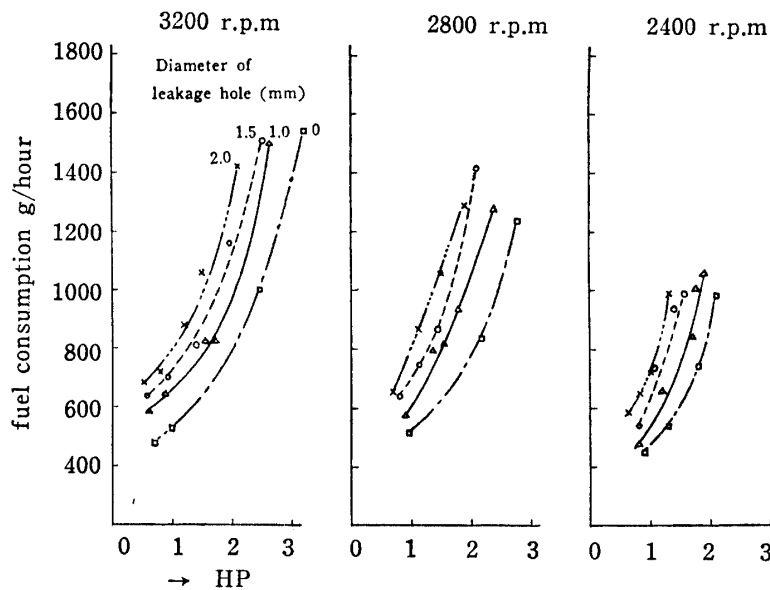 3200 r.p.m
2800 r.p.m
2400 r.p.m
Diameter of
leakage hole (mm)
1.5
1.0
0
2.0
fuel consumption g/hour
1800
1600
1400
1200
1000
800
600
400
0 1 2 3
0 1 2 3
0 1 2 3
→ HP